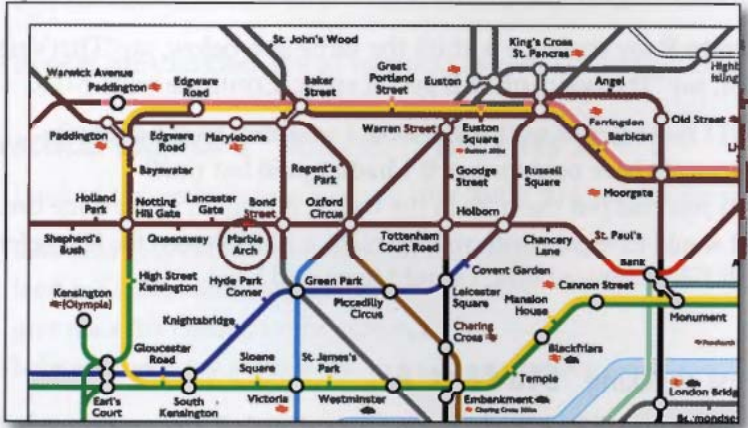 St. John's Wood
King's Cross
St. Pancras
Warwick Avenue
Paddington
Edgware
Road
Baker
Street
Great
Portland
Street
Euston
Angel
Paddington
Edgware
Road
Marylebone
Warren Street
Euston
Square
Farringdon
Barbican
Old Street
Bayswater
Regent's
Park
Goodge
Street
Russell
Square
Moorgate
Holland
Park
Notting
Hill Gate
Lancaster
Gate
Bond
Street
Oxford
Circus
Holborn
Shepherd's
Bush
Queensway
Marble
Arch
Tottenham
Court Road
Chancery
Lane
St. Paul's
Bank
High Street
Kensington
Hyde Park
Corner
Green Park
Covent Garden
Kensington
(Olympia)
Piccadilly
Circus
Leicester
Square
Mansion
House
Cannon Street
Knightsbridge
Charing
Cross
Monument
Gloucester
Road
Sloane
Square
St. James's
Park
Blackfriars
Temple
Earl's
Court
South
Kensington
Victoria
Westminster
Embankment
Charing Cross 100m
London Bridg